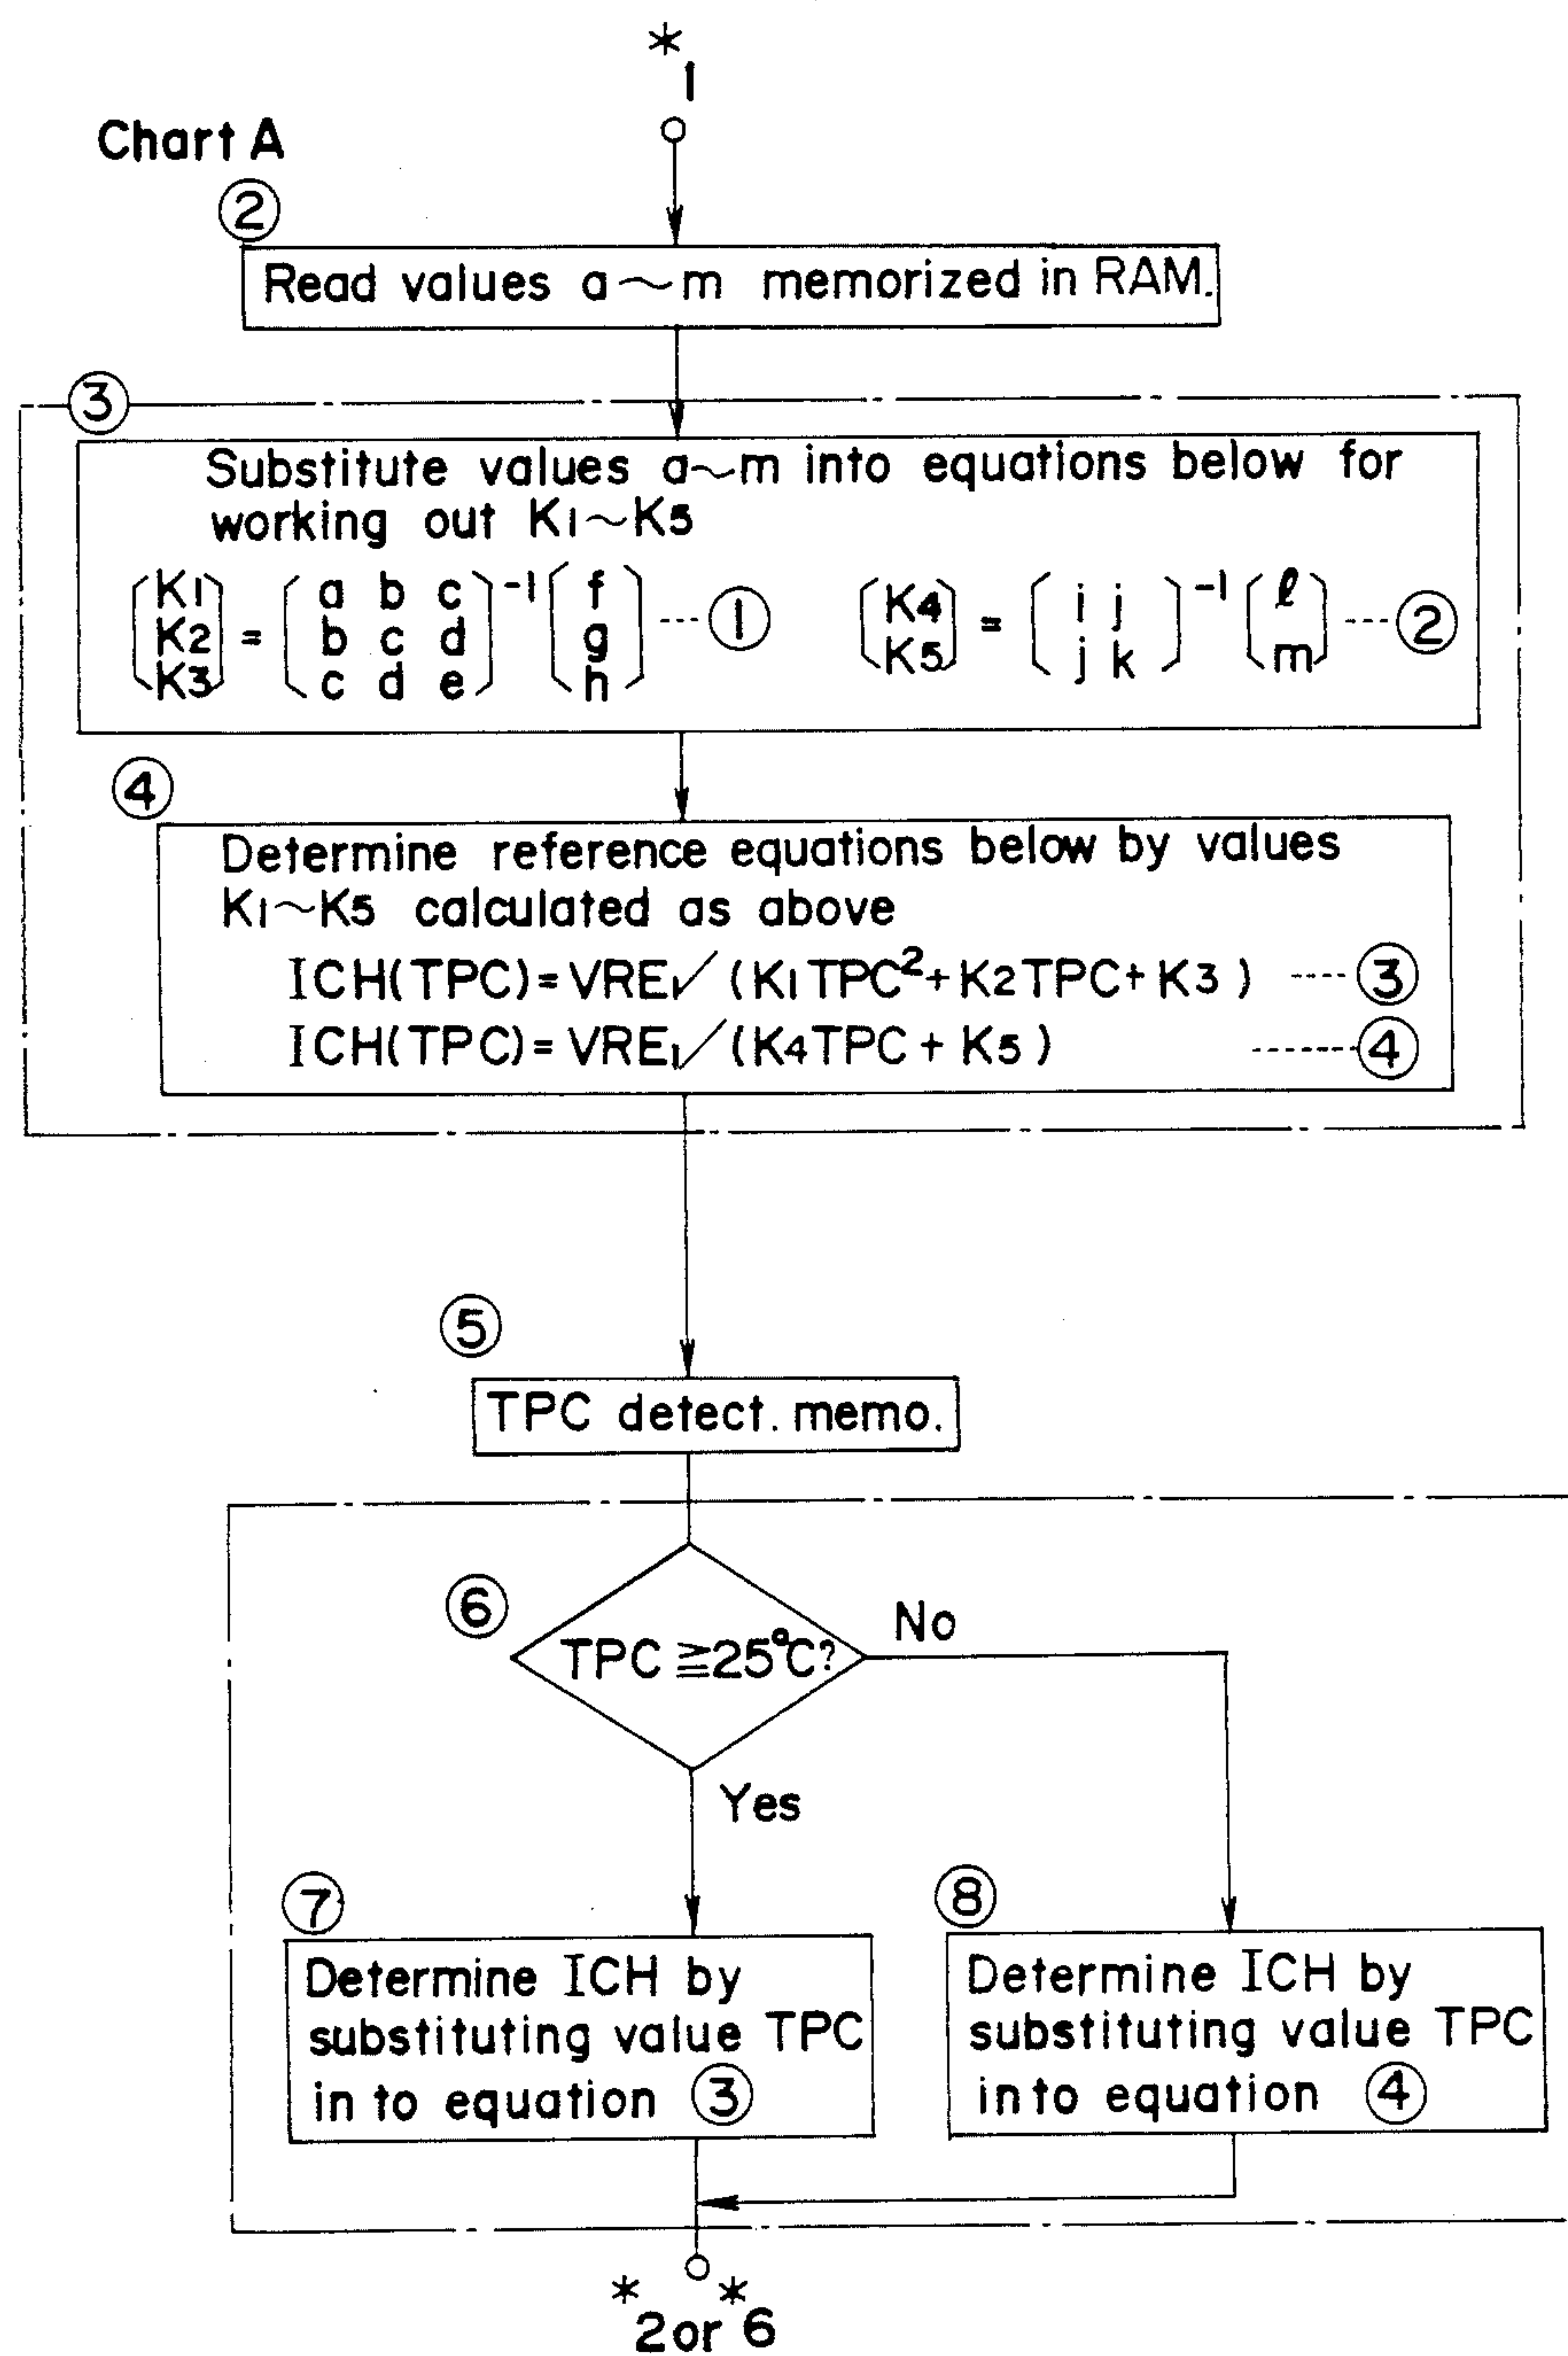 *1
Chart A
②
Read values a～m memorized in RAM.
③
Substitute values a～m into equations below for
working out K1～K5
(K1 K2 K3) = (a b c b c d c d e)-1 (f g h) --- ① (K4 K5) = (i j j k)-1 (ℓ m) --- ②
④
Determine reference equations below by values
K1～K5 calculated as above
ICH(TPC)=VRE1/(K1TPC²+K2TPC+K3) ---- ③
ICH(TPC)=VRE1/(K4TPC+K5) ------ ④
⑤
TPC detect. memo.
⑥
TPC ≧25°C?
No
Yes
⑦
Determine ICH by
substituting value TPC
in to equation ③
⑧
Determine ICH by
substituting value TPC
into equation ④
*2 or *6